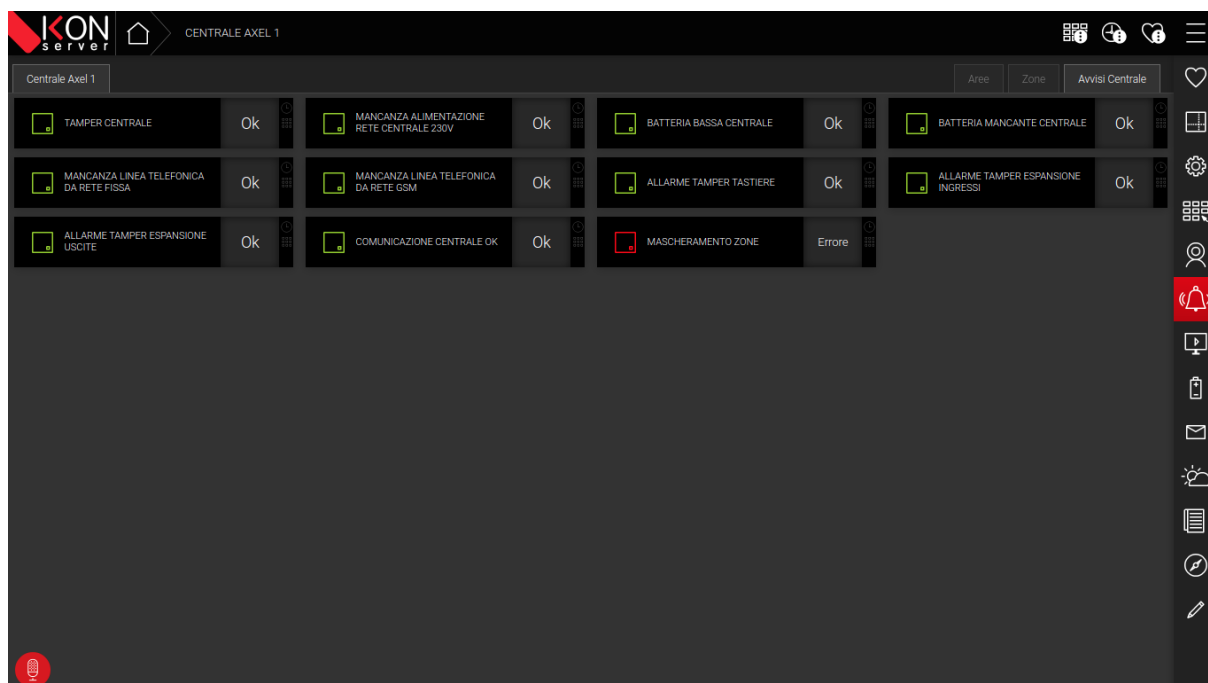 KON
server
CENTRALE AXEL 1
Centrale Axel 1
Aree
Zone
Avvisi Centrale
TAMPER CENTRALE
Ok
MANCANZA ALIMENTAZIONE
RETE CENTRALE 230V
Ok
BATTERIA BASSA CENTRALE
Ok
BATTERIA MANCANTE CENTRALE
Ok
MANCANZA LINEA TELEFONICA
DA RETE FISSA
Ok
MANCANZA LINEA TELEFONICA
DA RETE GSM
Ok
ALLARME TAMPER TASTIERE
Ok
ALLARME TAMPER ESPANSIONE
INGRESSI
Ok
ALLARME TAMPER ESPANSIONE
USCITE
Ok
COMUNICAZIONE CENTRALE OK
Ok
MASCHERAMENTO ZONE
Errore